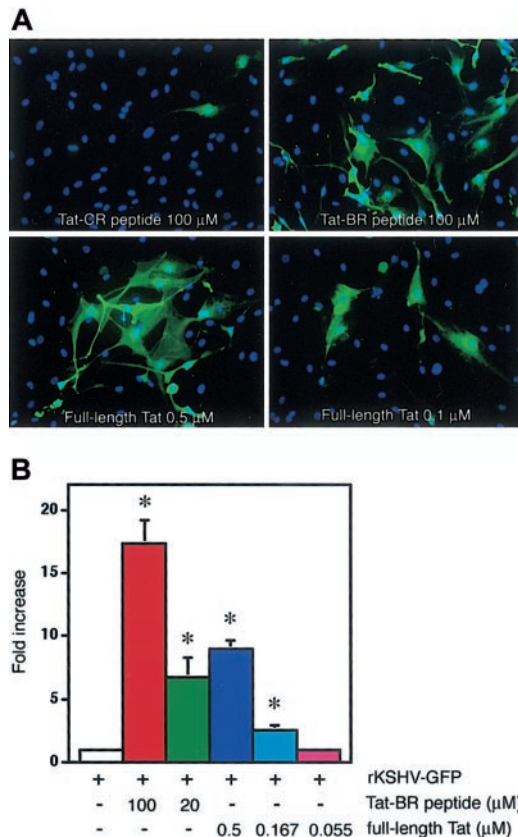 A
Tat-CR peptide 100 μM
Tat-BR peptide 100 μM
Full-length Tat 0,5 μM
Full-length Tat 0 1 μM
B
Fold increase
20
15
10
5
0
*
*
*
*
+ + + + + + rKSHV-GFP
- 100 20 - - - Tat-BR peptide (μM)
- - - 0.5 0.167 0.055 full-length Tat (μM)